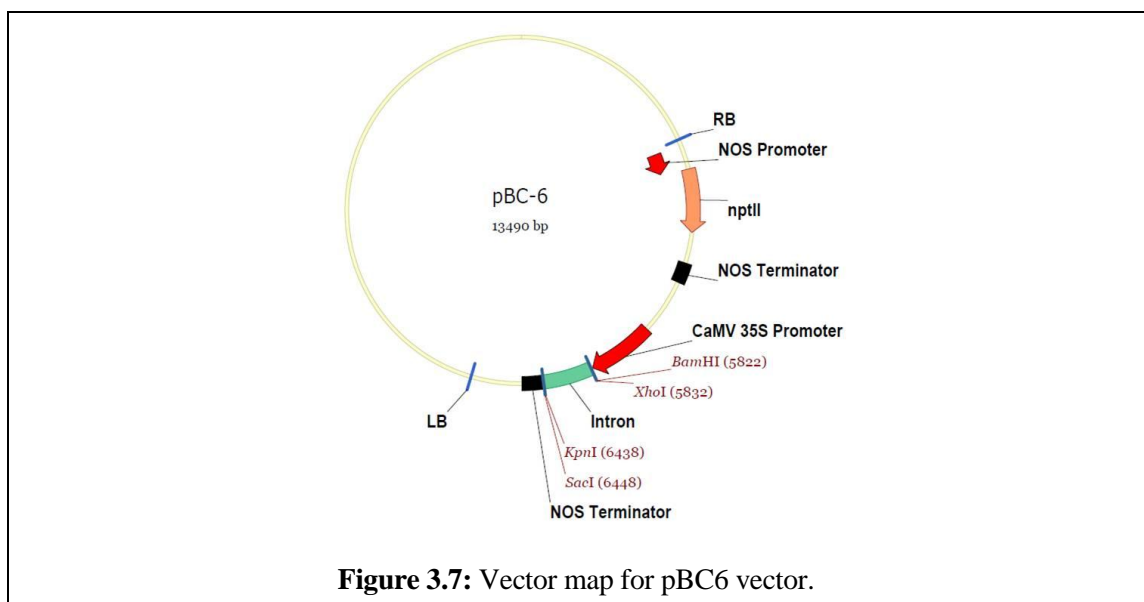 RB
NOS Promoter
pBC-6
13490 bp
nptII
NOS Terminator
CaMV 35S Promoter
BamHI (5822)
XhoI (5832)
LB
Intron
KpnI (6438)
SacI (6448)
NOS Terminator
Figure 3.7: Vector map for pBC6 vector.